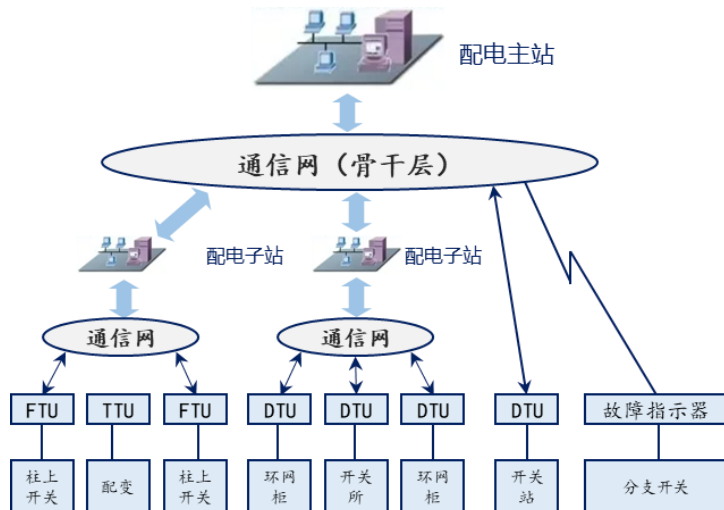 配电主站
通信网（骨干层）
配电子站
配电子站
通信网
通信网
FTU
TTU
FTU
DTU
DTU
DTU
DTU
故障指示器
柱上
开关
配变
柱上
开关
环网
柜
开关
所
环网
柜
开关
站
分支开关